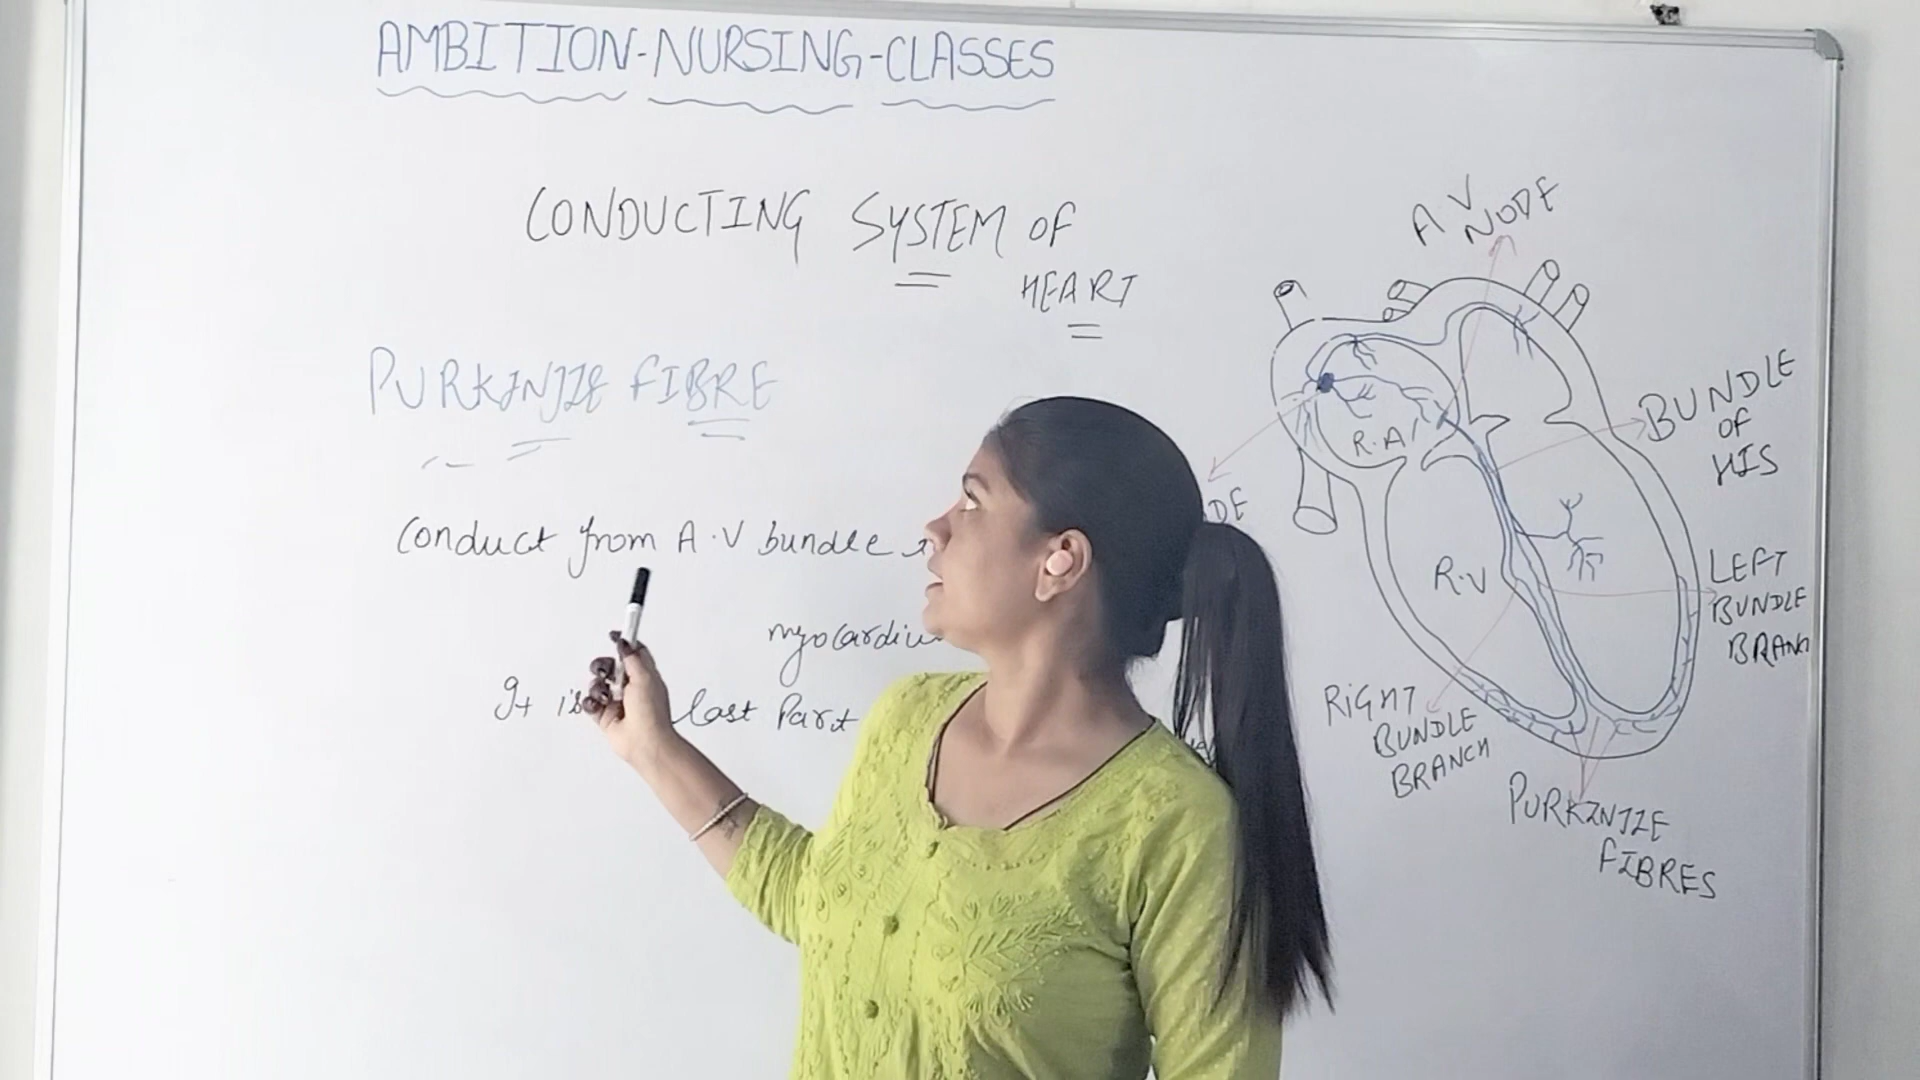 AMBITION-NURSING-CLASSES
CONDUCTING SYSTEM OF
HEART
PURKINJIE FIBRE
Conduct from A.V bundle
myocardium
It is last Part
A V
NODE
BUNDLE
OF
HIS
R.A
R.V
LEFT
BUNDLE
BRANC
RIGHT
BUNDLE
BRANCH
PURKINJIE
FIBRES